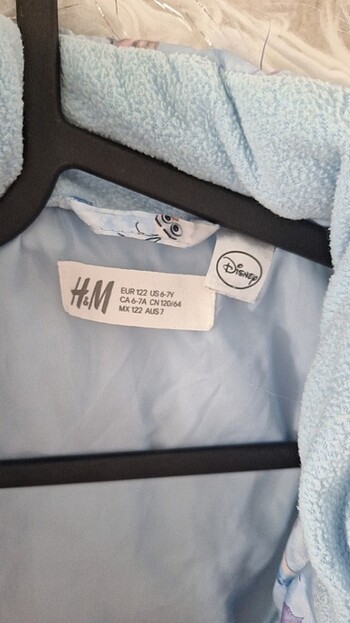 H&M
EUR 122 US 6-7Y
CA 6-7A CN 120/64
MX 122 AUS 7
Disney